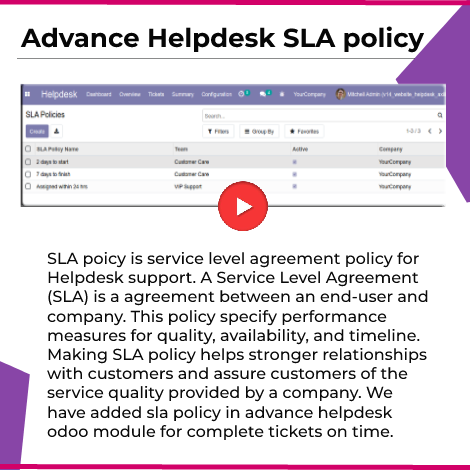 Advance Helpdesk SLA policy
Helpdesk Dashboard Overview Tickets Summary Configuration YourCompany Mitchell Admin (v14_website_helpdesk_
SLA Policies Search...
Create Filters Group By Favorites 1-3 / 3
SLA Policy Name Team Active Company
2 days to start Customer Care YourCompany
7 days to finish Customer Care YourCompany
Assigned within 24 hrs VIP Support YourCompany
SLA poicy is service level agreement policy for
Helpdesk support. A Service Level Agreement
(SLA) is a agreement between an end-user and
company. This policy specify performance
measures for quality, availability, and timeline.
Making SLA policy helps stronger relationships
with customers and assure customers of the
service quality provided by a company. We
have added sla policy in advance helpdesk
odoo module for complete tickets on time.